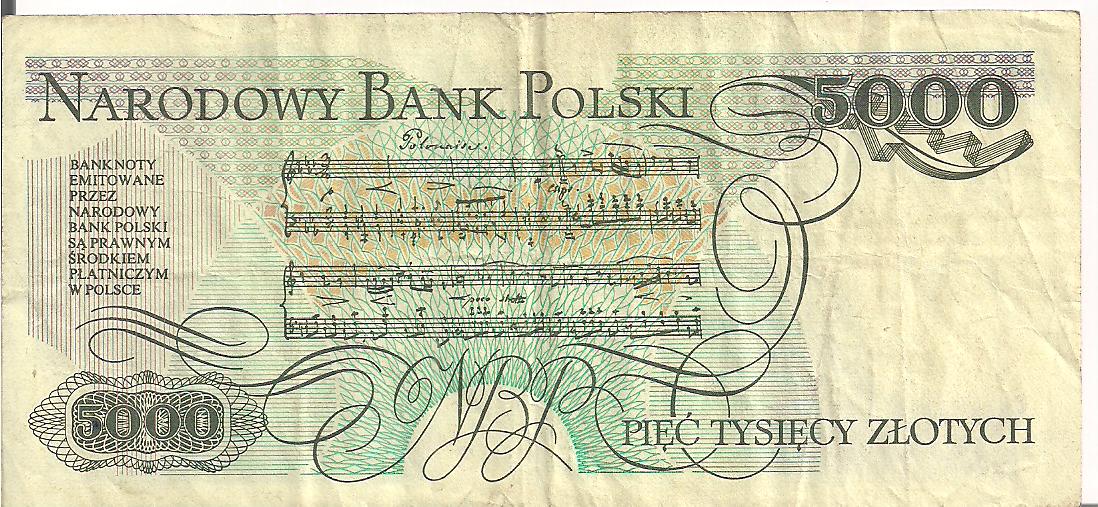 NARODOWY BANK POLSKI
5000
Polonaise.
BANKNOTY
EMITOWANE
PRZEZ
NARODOWY
BANK POLSKI
SĄ PRAWNYM
ŚRODKIEM
PŁATNICZYM
W POLSCE
NBP
5000
PIĘĆ TYSIĘCY ZŁOTYCH